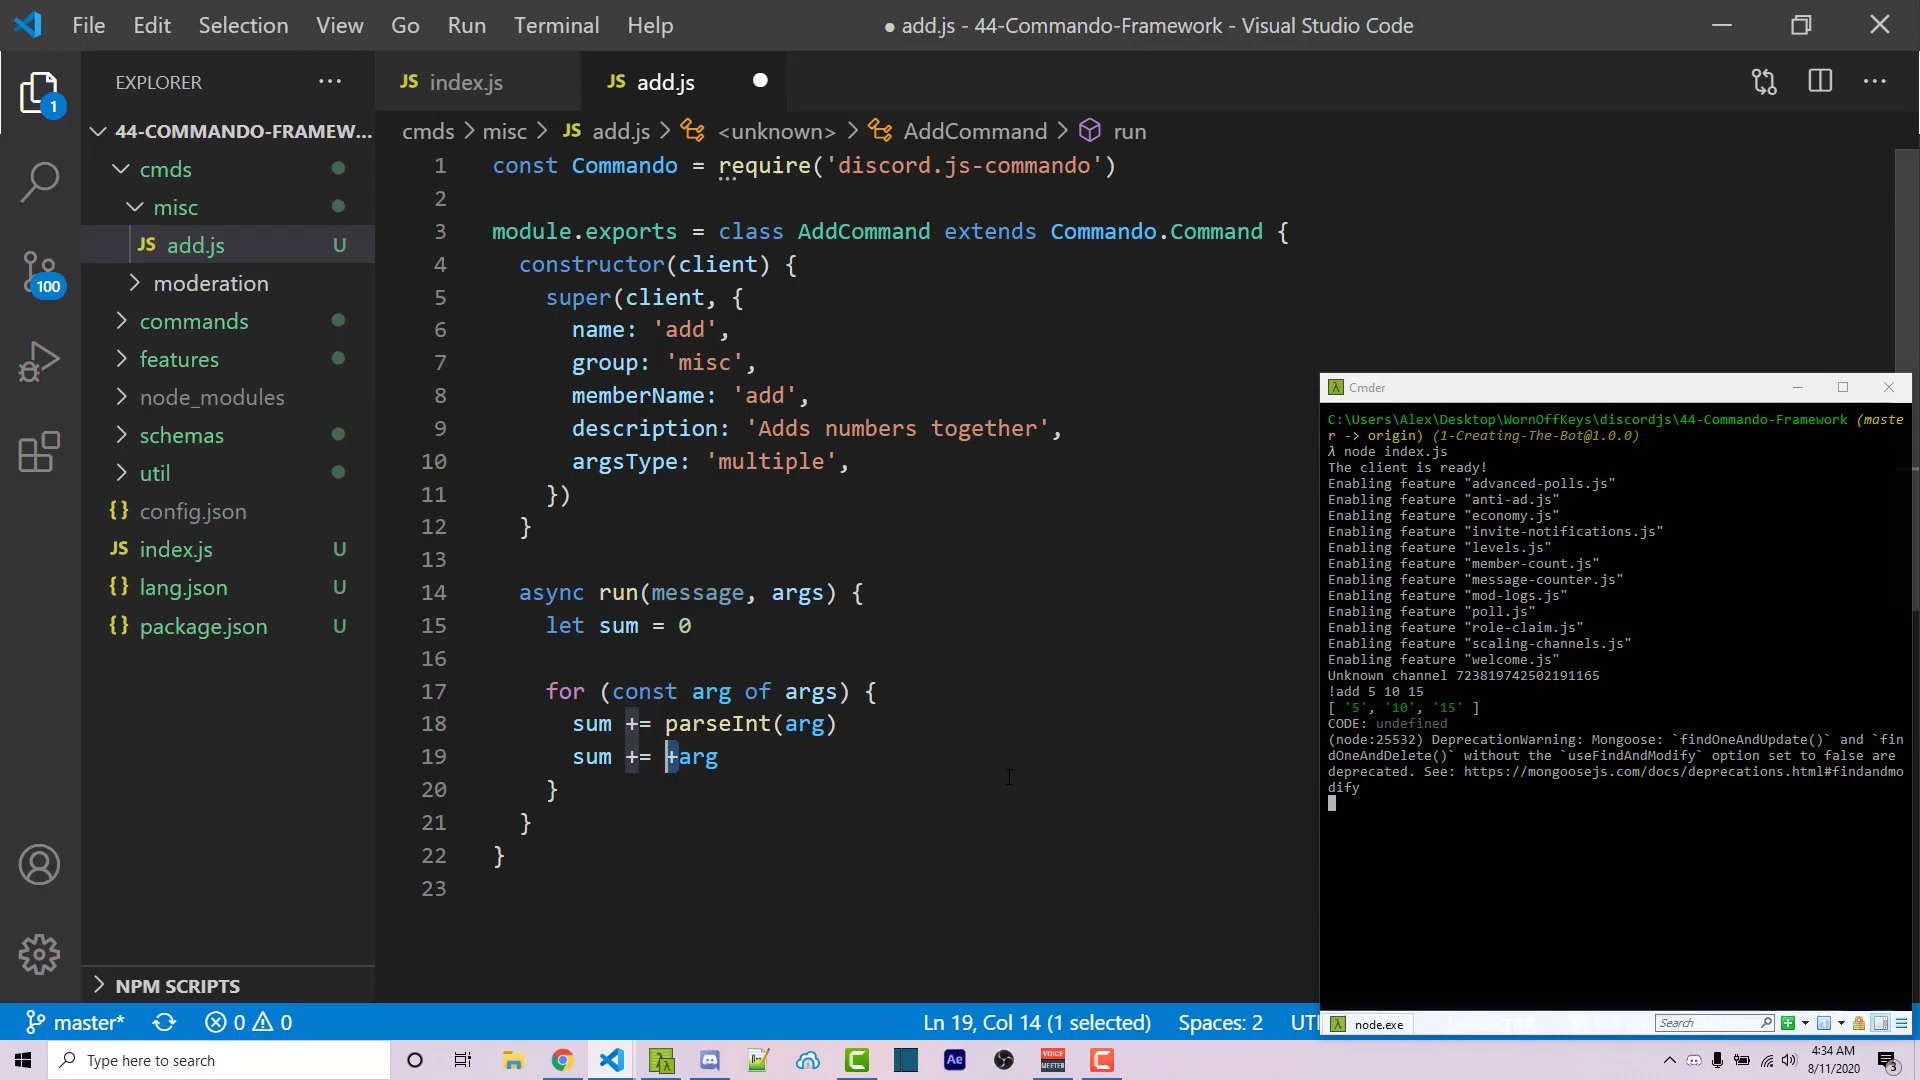 File Edit Selection View Go Run Terminal Help
● add.js - 44-Commando-Framework - Visual Studio Code
EXPLORER
JS index.js
JS add.js
1
44-COMMANDO-FRAMEW...
cmds > misc > JS add.js > <unknown> > AddCommand > run
cmds
misc
JS add.js U
moderation
commands
features
node_modules
schemas
util
{} config.json
JS index.js U
{} lang.json U
{} package.json U
100
NPM SCRIPTS
1 const Commando = require('discord.js-commando')
2
3 module.exports = class AddCommand extends Commando.Command {
4 constructor(client) {
5 super(client, {
6 name: 'add',
7 group: 'misc',
8 memberName: 'add',
9 description: 'Adds numbers together',
10 argsType: 'multiple',
11 })
12 }
13
14 async run(message, args) {
15 let sum = 0
16
17 for (const arg of args) {
18 sum += parseInt(arg)
19 sum += +arg
20 }
21 }
22 }
23
λ Cmder
C:\Users\Alex\Desktop\WornOffKeys\discordjs\44-Commando-Framework (maste
r -> origin) (1-Creating-The-Bot@1.0.0)
λ node index.js
The client is ready!
Enabling feature "advanced-polls.js"
Enabling feature "anti-ad.js"
Enabling feature "economy.js"
Enabling feature "invite-notifications.js"
Enabling feature "levels.js"
Enabling feature "member-count.js"
Enabling feature "message-counter.js"
Enabling feature "mod-logs.js"
Enabling feature "poll.js"
Enabling feature "role-claim.js"
Enabling feature "scaling-channels.js"
Enabling feature "welcome.js"
Unknown channel 723819742502191165
!add 5 10 15
[ '5', '10', '15' ]
CODE: undefined
(node:25532) DeprecationWarning: Mongoose: `findOneAndUpdate()` and `fin
dOneAndDelete()` without the `useFindAndModify` option set to false are
deprecated. See: https://mongoosejs.com/docs/deprecations.html#findandmo
dify
λ node.exe
Search
master* 0 0
Ln 19, Col 14 (1 selected) Spaces: 2 UT
Type here to search
Ae
VOICE
MEETER
4:34 AM
8/11/2020
3